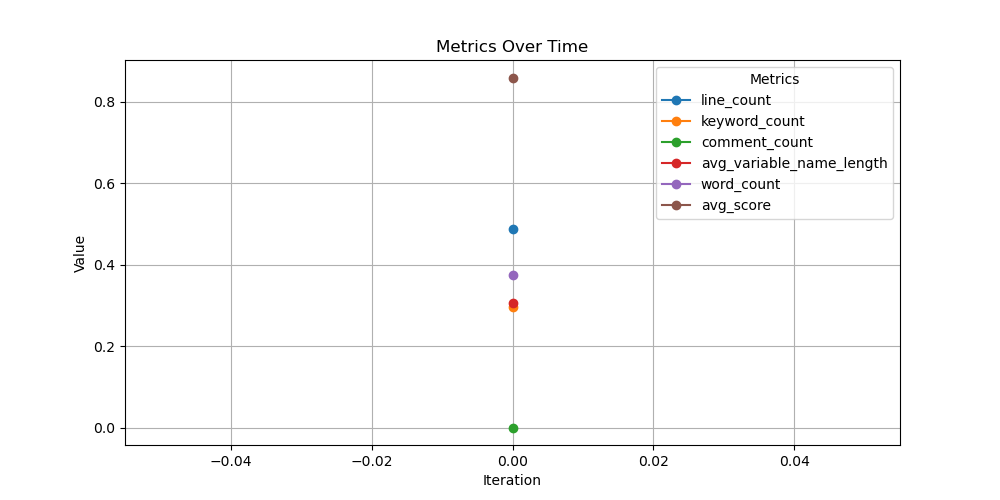 Metrics Over Time
Metrics
line_count
keyword_count
comment_count
avg_variable_name_length
word_count
avg_score
Value
0.8
0.6
0.4
0.2
0.0
−0.04 −0.02 0.00 0.02 0.04
Iteration